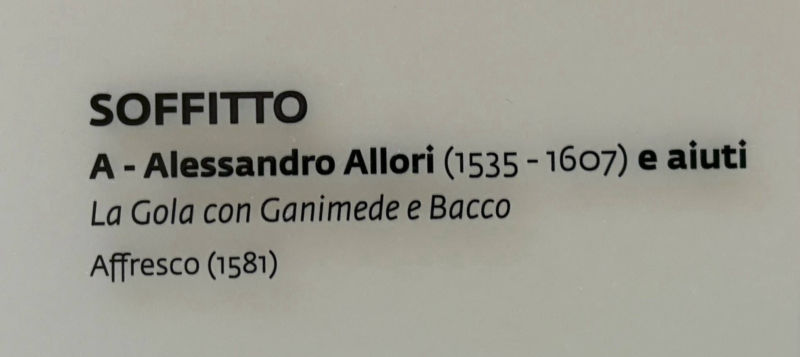 SOFFITTO
A - Alessandro Allori (1535 - 1607) e aiuti
La Gola con Ganimede e Bacco
Affresco (1581)